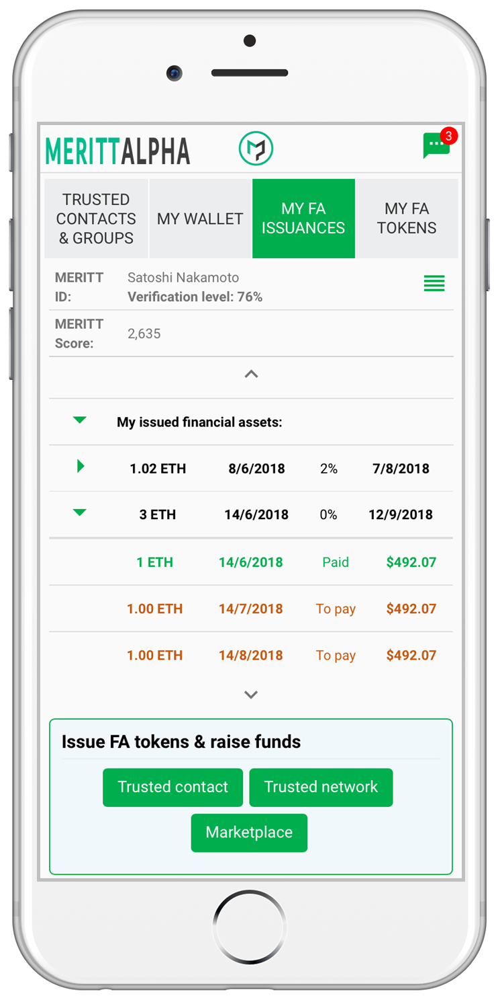 MERITTALPHA
3
TRUSTED
CONTACTS
& GROUPS
MY WALLET
MY FA
ISSUANCES
MY FA
TOKENS
MERITT
ID:
Satoshi Nakamoto
Verification level: 76%
MERITT
Score:
2,635
My issued financial assets:
1.02 ETH 8/6/2018 2% 7/8/2018
3 ETH 14/6/2018 0% 12/9/2018
1 ETH 14/6/2018 Paid $492.07
1.00 ETH 14/7/2018 To pay $492.07
1.00 ETH 14/8/2018 To pay $492.07
Issue FA tokens & raise funds
Trusted contact Trusted network
Marketplace